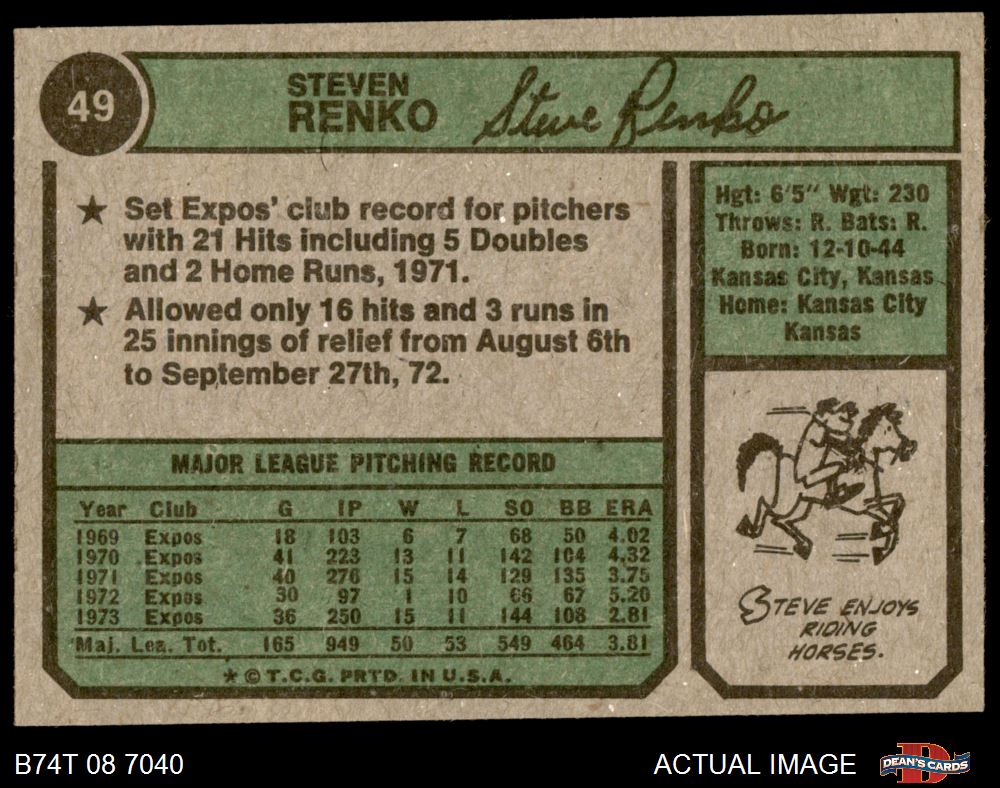 49
STEVEN
RENKO
Steve Renko
★ Set Expos' club record for pitchers
with 21 Hits including 5 Doubles
and 2 Home Runs, 1971.
★ Allowed only 16 hits and 3 runs in
25 innings of relief from August 6th
to September 27th, 72.
Hgt: 6'5" Wgt: 230
Throws: R. Bats: R.
Born: 12-10-44
Kansas City, Kansas
Home: Kansas City
Kansas
MAJOR LEAGUE PITCHING RECORD
Year Club G IP W L SO BB ERA
1969 Expos 18 103 6 7 68 50 4.02
1970 Expos 41 223 13 11 142 104 4.32
1971 Expos 40 276 15 14 129 135 3.75
1972 Expos 30 97 1 10 66 67 5.20
1973 Expos 36 250 15 11 144 108 2.81
Maj. Lea. Tot. 165 949 50 53 549 464 3.81
★ © T.C.G. PRTD. IN U.S.A.
STEVE ENJOYS
RIDING
HORSES.
B74T 08 7040
ACTUAL IMAGE
D
DEAN'S CARDS